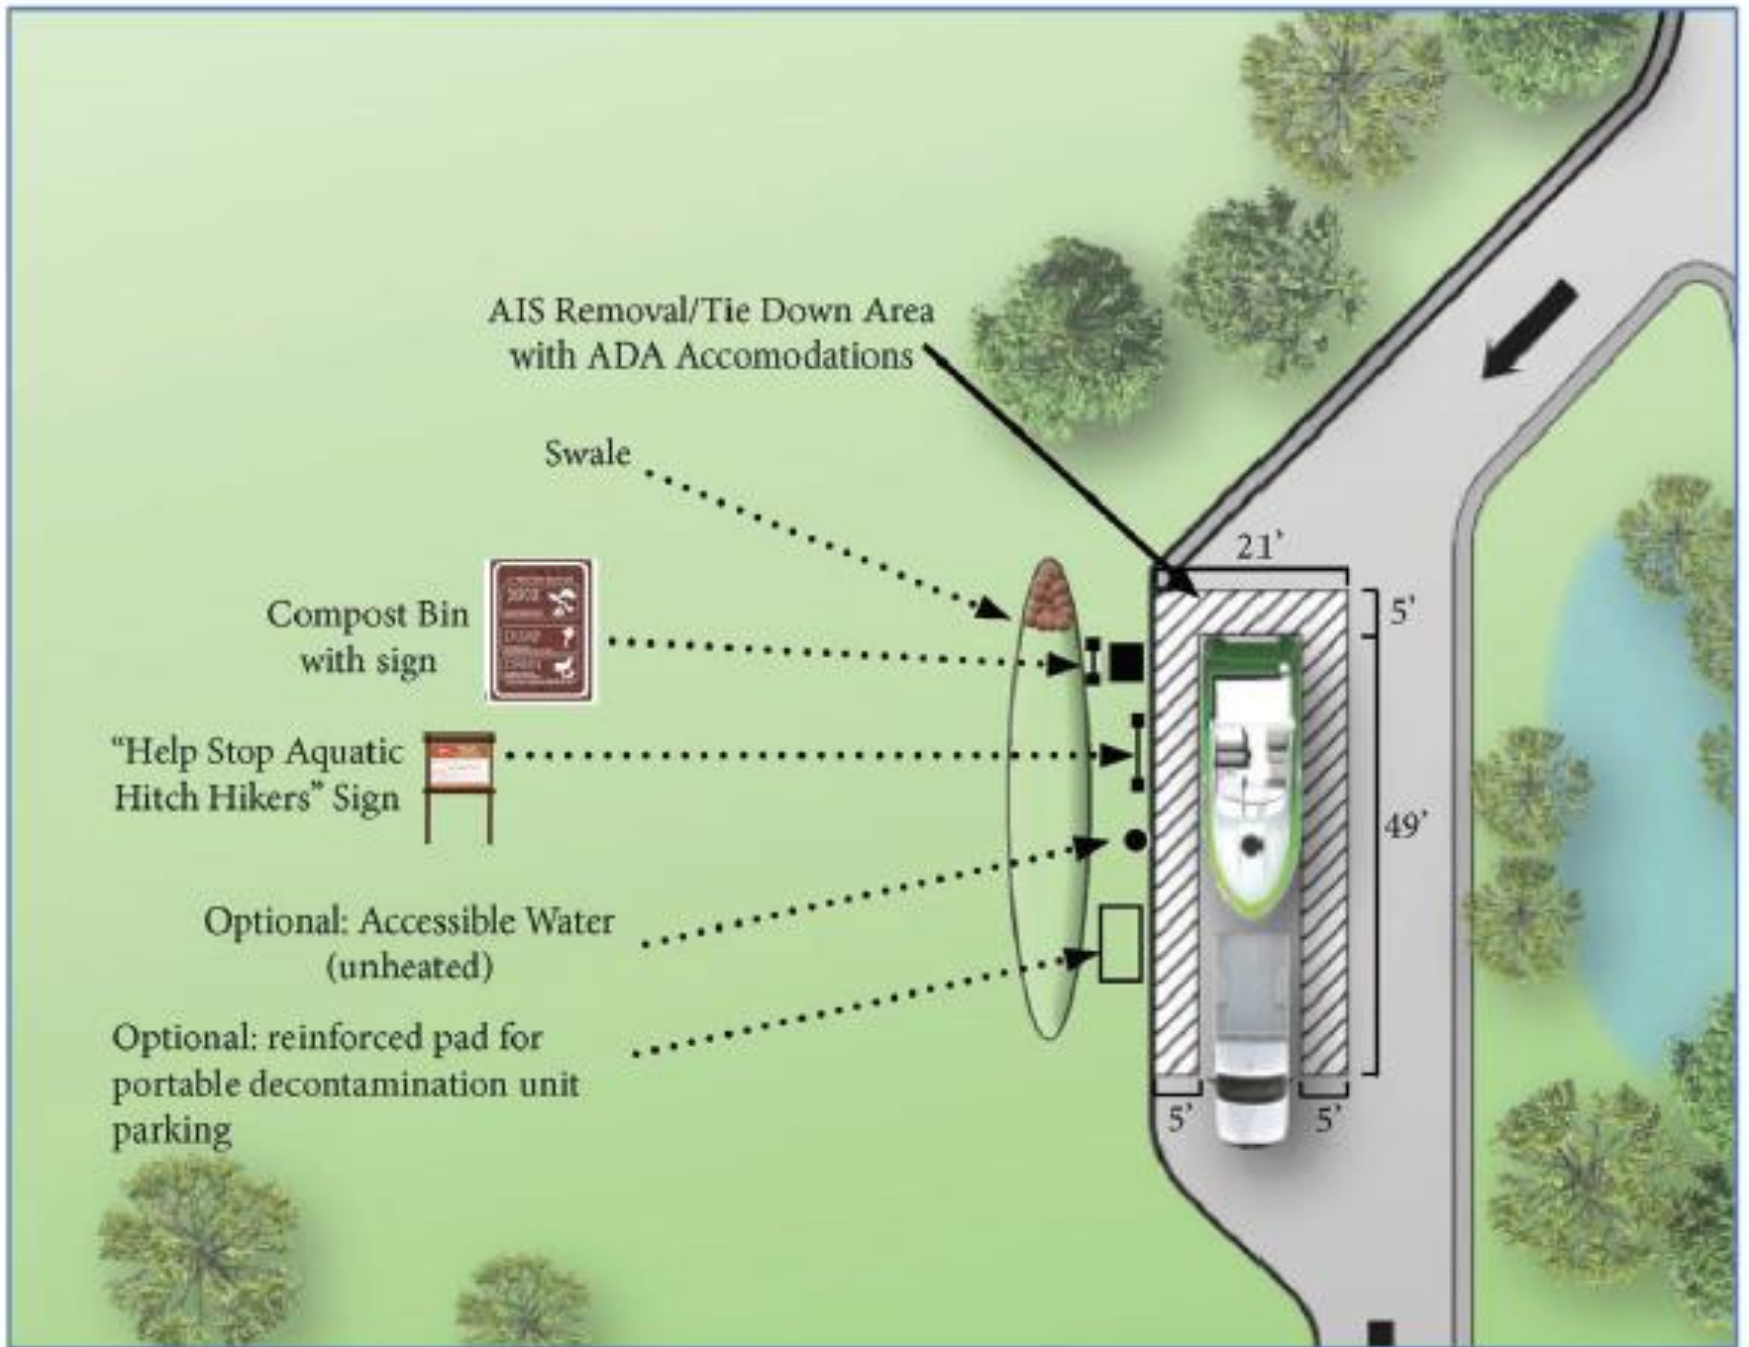 AIS Removal/Tie Down Area
with ADA Accomodations
Swale
21’
5’
Compost Bin
with sign
“Help Stop Aquatic
Hitch Hikers” Sign
49’
Optional: Accessible Water
(unheated)
Optional: reinforced pad for
portable decontamination unit
parking
5’
5’